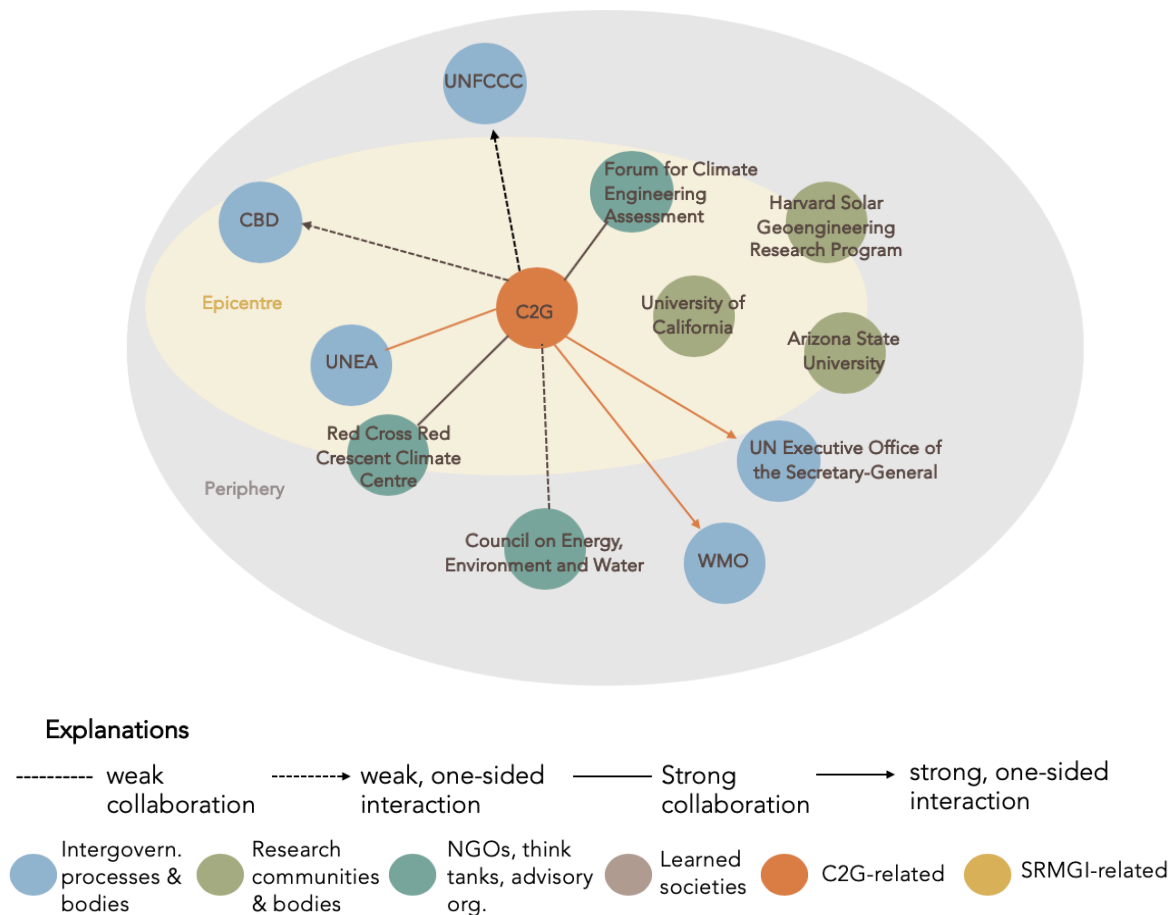 UNFCCC
Forum for Climate
Engineering
Assessment
Harvard Solar
Geoengineering
Research Program
CBD
Epicentre
C2G
University of
California
Arizona State
University
UNEA
Red Cross Red
Crescent Climate
Centre
UN Executive Office of
the Secretary-General
Periphery
Council on Energy,
Environment and Water
WMO
Explanations
weak
collaboration
weak, one-sided
interaction
Strong
collaboration
strong, one-sided
interaction
Intergovern.
processes &
bodies
Research
communities
& bodies
NGOs, think
tanks, advisory
org.
Learned
societies
C2G-related
SRMGI-related